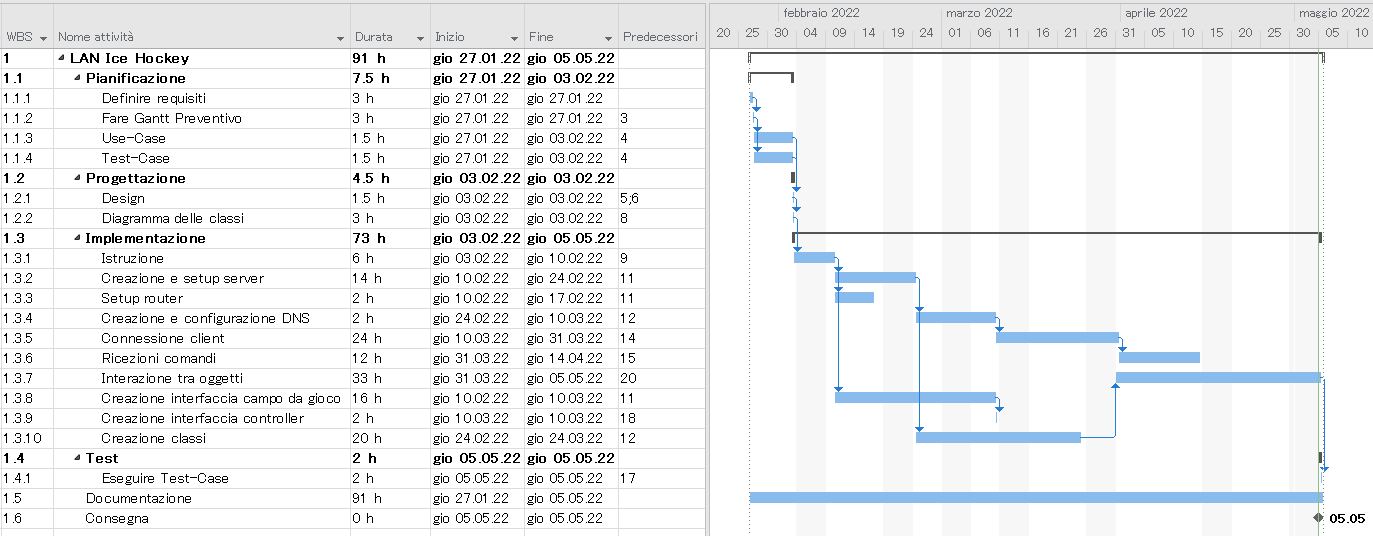 febbraio 2022 marzo 2022 aprile 2022 maggio 2022
WBS Nome attività Durata Inizio Fine Predecessori 20 25 30 04 09 14 19 24 01 06 11 16 21 26 31 05 10 15 20 25 30 05 10
1 LAN Ice Hockey 91 h gio 27.01.22 gio 05.05.22
1.1 Pianificazione 7.5 h gio 27.01.22 gio 03.02.22
1.1.1 Definire requisiti 3 h gio 27.01.22 gio 27.01.22
1.1.2 Fare Gantt Preventivo 3 h gio 27.01.22 gio 27.01.22 3
1.1.3 Use-Case 1.5 h gio 27.01.22 gio 03.02.22 4
1.1.4 Test-Case 1.5 h gio 27.01.22 gio 03.02.22 4
1.2 Progettazione 4.5 h gio 03.02.22 gio 03.02.22
1.2.1 Design 1.5 h gio 03.02.22 gio 03.02.22 5;6
1.2.2 Diagramma delle classi 3 h gio 03.02.22 gio 03.02.22 8
1.3 Implementazione 73 h gio 03.02.22 gio 05.05.22
1.3.1 Istruzione 6 h gio 03.02.22 gio 10.02.22 9
1.3.2 Creazione e setup server 14 h gio 10.02.22 gio 24.02.22 11
1.3.3 Setup router 2 h gio 10.02.22 gio 17.02.22 11
1.3.4 Creazione e configurazione DNS 2 h gio 24.02.22 gio 10.03.22 12
1.3.5 Connessione client 24 h gio 10.03.22 gio 31.03.22 14
1.3.6 Ricezioni comandi 12 h gio 31.03.22 gio 14.04.22 15
1.3.7 Interazione tra oggetti 33 h gio 31.03.22 gio 05.05.22 20
1.3.8 Creazione interfaccia campo da gioco 16 h gio 10.02.22 gio 10.03.22 11
1.3.9 Creazione interfaccia controller 2 h gio 10.03.22 gio 10.03.22 18
1.3.10 Creazione classi 20 h gio 24.02.22 gio 24.03.22 12
1.4 Test 2 h gio 05.05.22 gio 05.05.22
1.4.1 Eseguire Test-Case 2 h gio 05.05.22 gio 05.05.22 17
1.5 Documentazione 91 h gio 27.01.22 gio 05.05.22
1.6 Consegna 0 h gio 05.05.22 gio 05.05.22 05.05